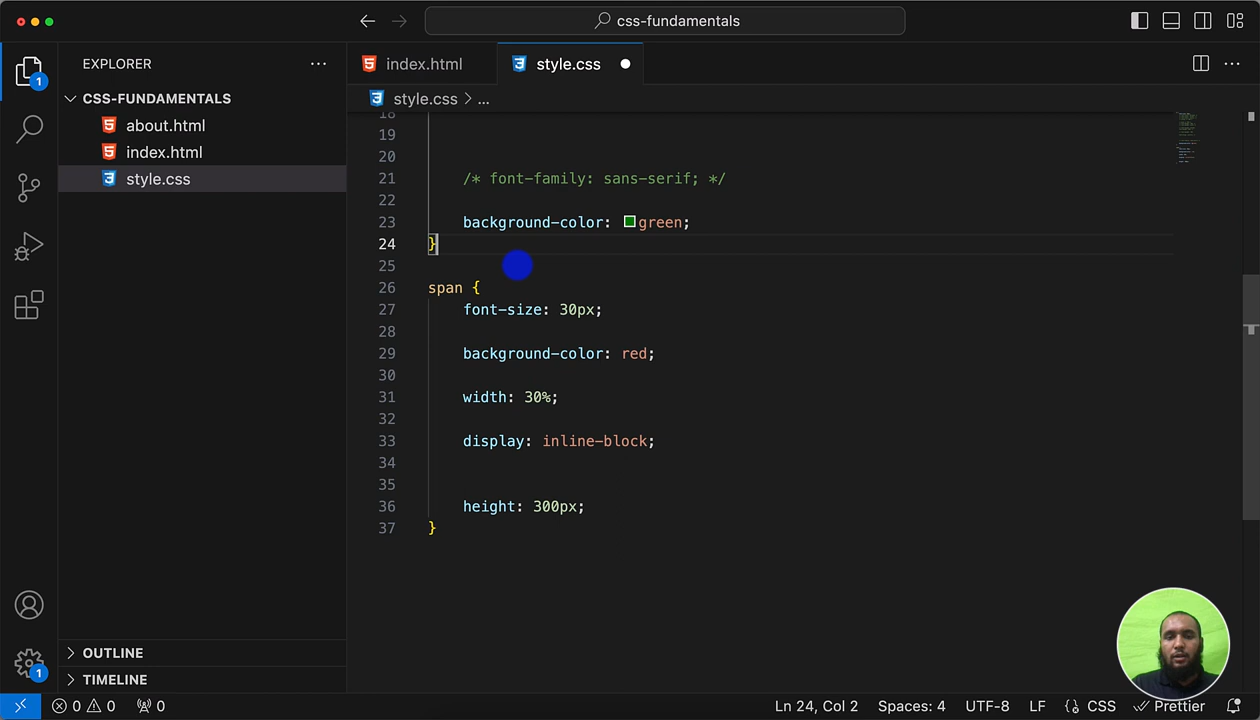 css-fundamentals
EXPLORER
1
CSS-FUNDAMENTALS
about.html
index.html
style.css
OUTLINE
TIMELINE
1
index.html
style.css
style.css > ...
18
19
20
21 /* font-family: sans-serif; */
22
23 background-color: green;
24 }
25
26 span {
27 font-size: 30px;
28
29 background-color: red;
30
31 width: 30%;
32
33 display: inline-block;
34
35
36 height: 300px;
37 }
0 0 0 Ln 24, Col 2 Spaces: 4 UTF-8 LF {} CSS Prettier